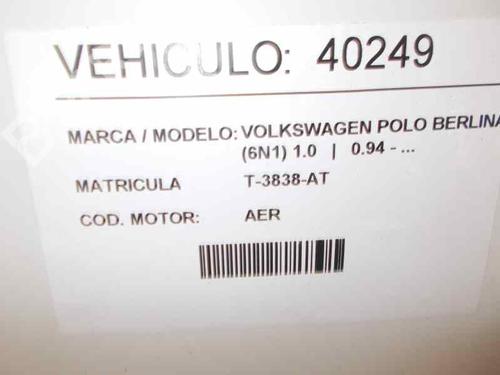 VEHICULO: 40249
MARCA / MODELO: VOLKSWAGEN POLO BERLINA
(6N1) 1.0 | 0.94 - ...
MATRICULA T-3838-AT
COD. MOTOR: AER